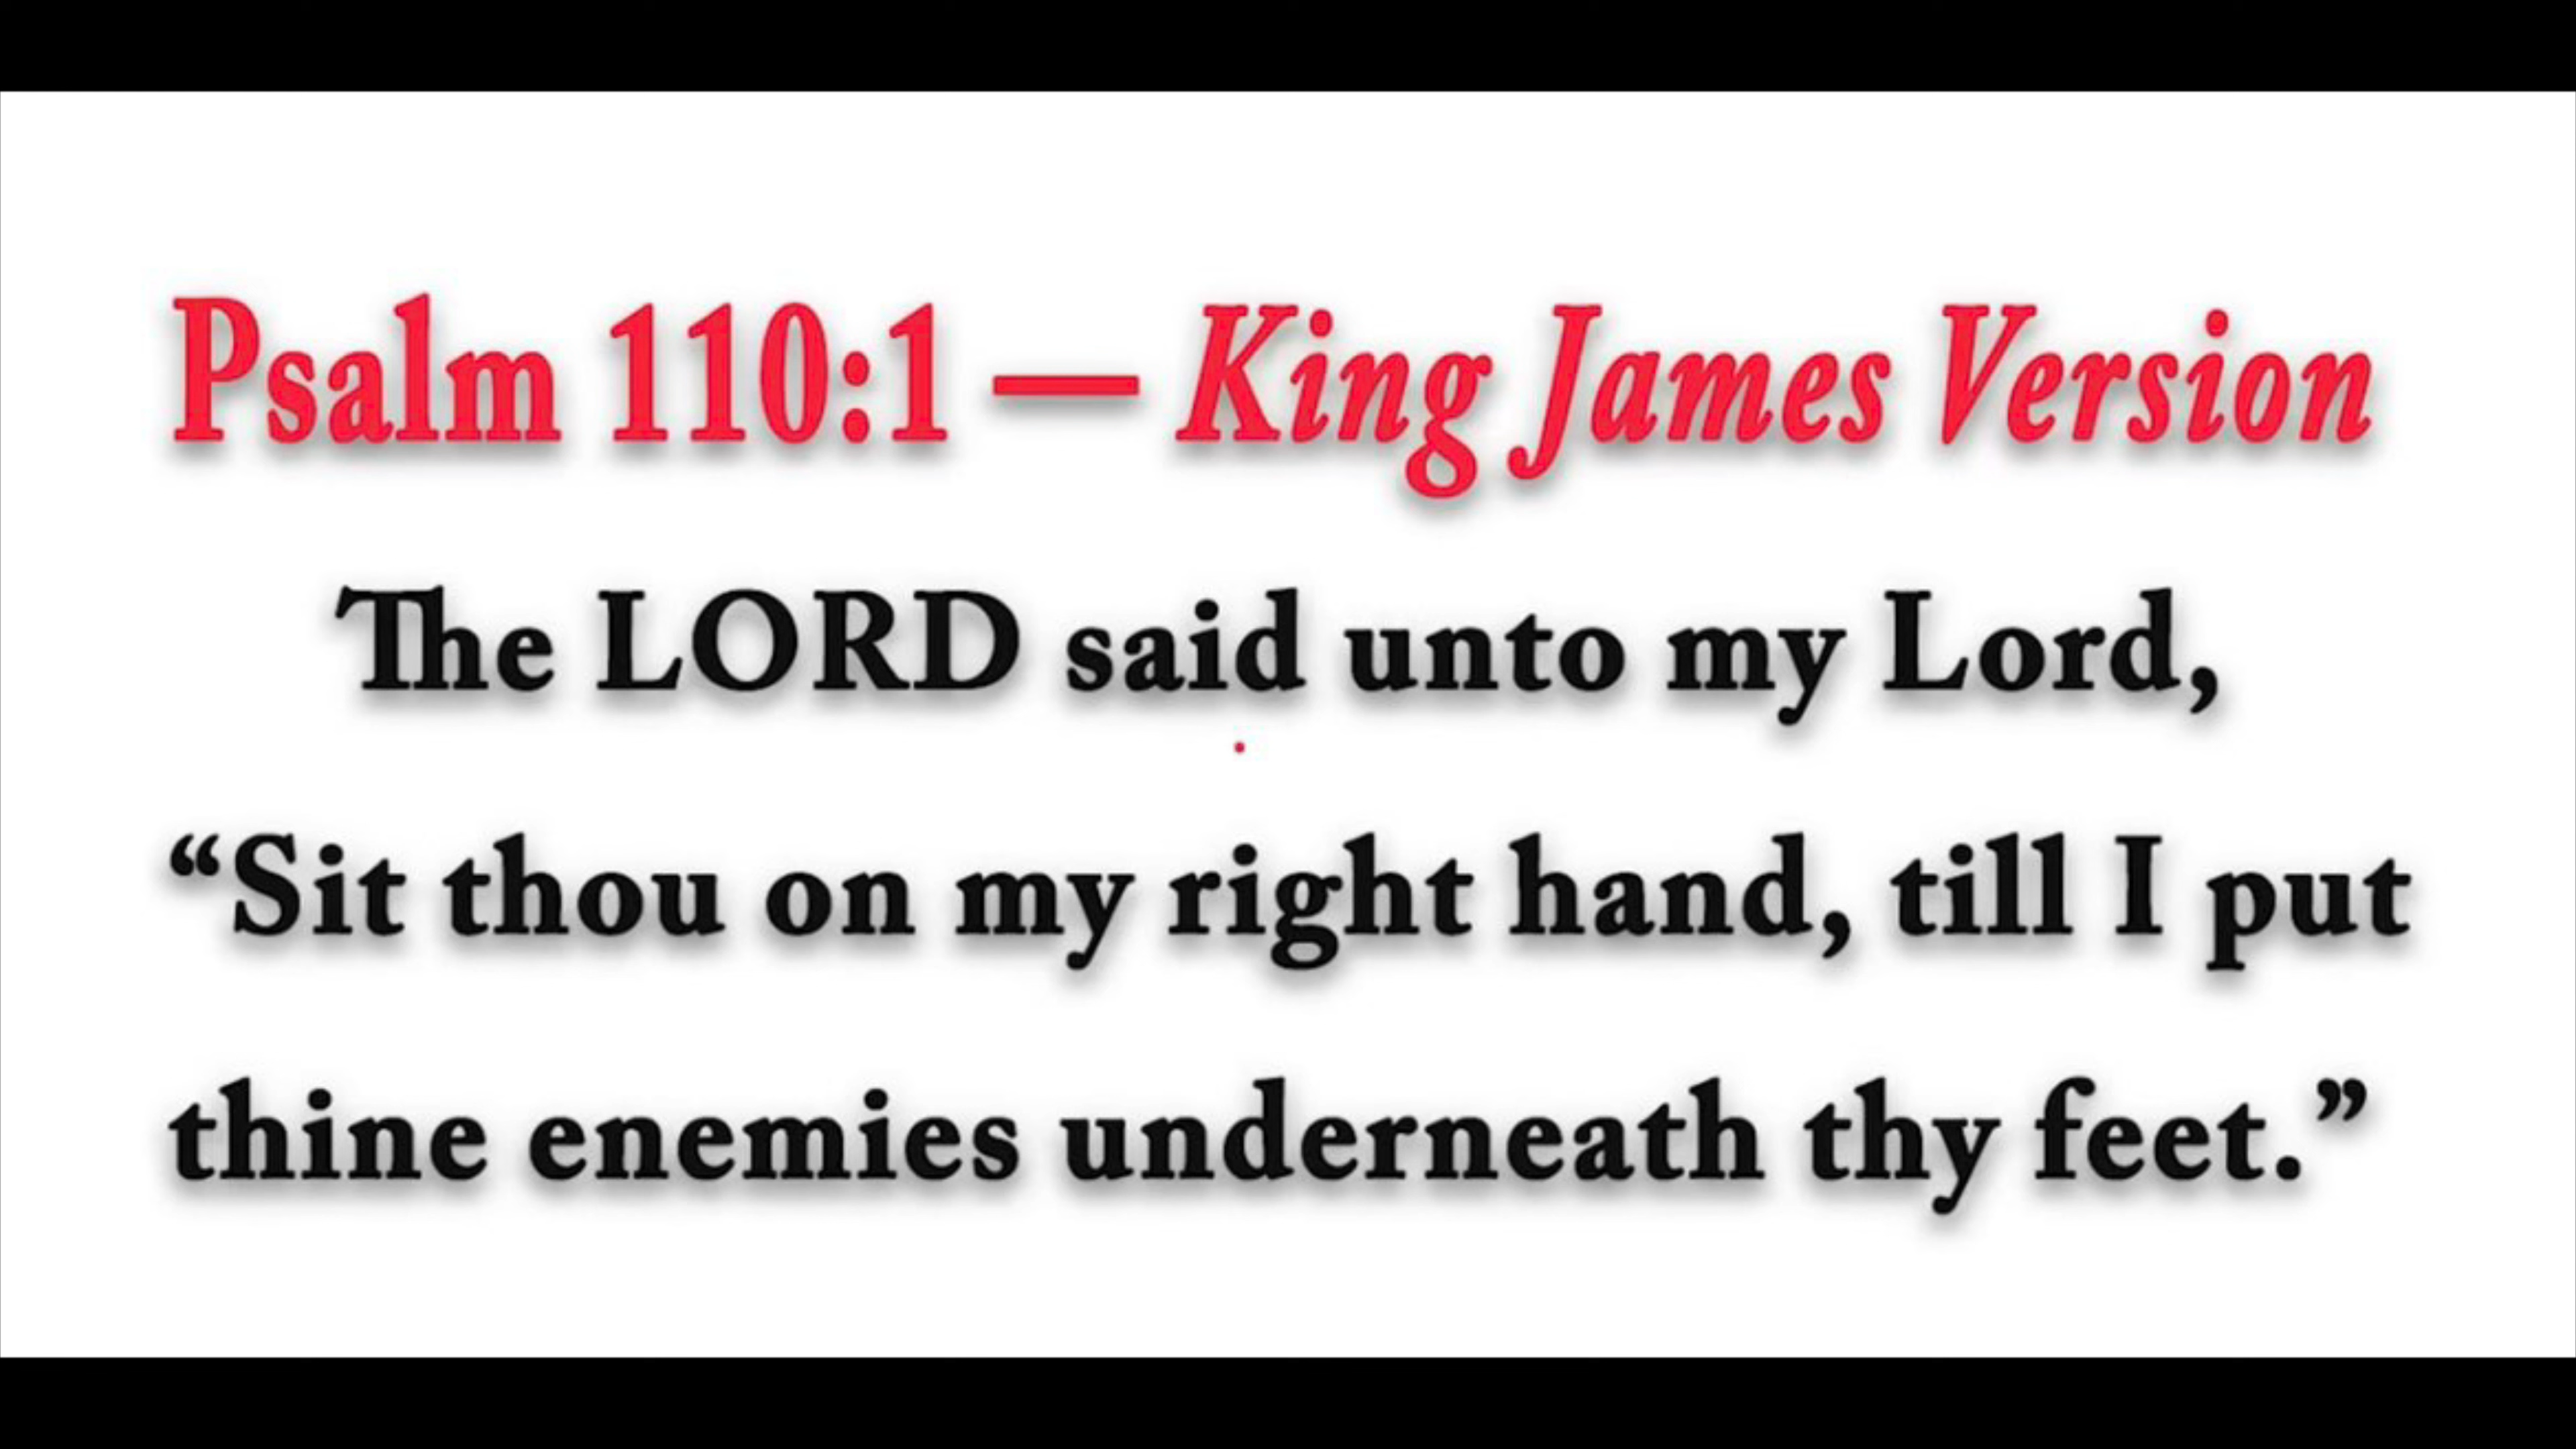 Psalm 110:1 — King James Version
The LORD said unto my Lord,
“Sit thou on my right hand, till I put
thine enemies underneath thy feet.”